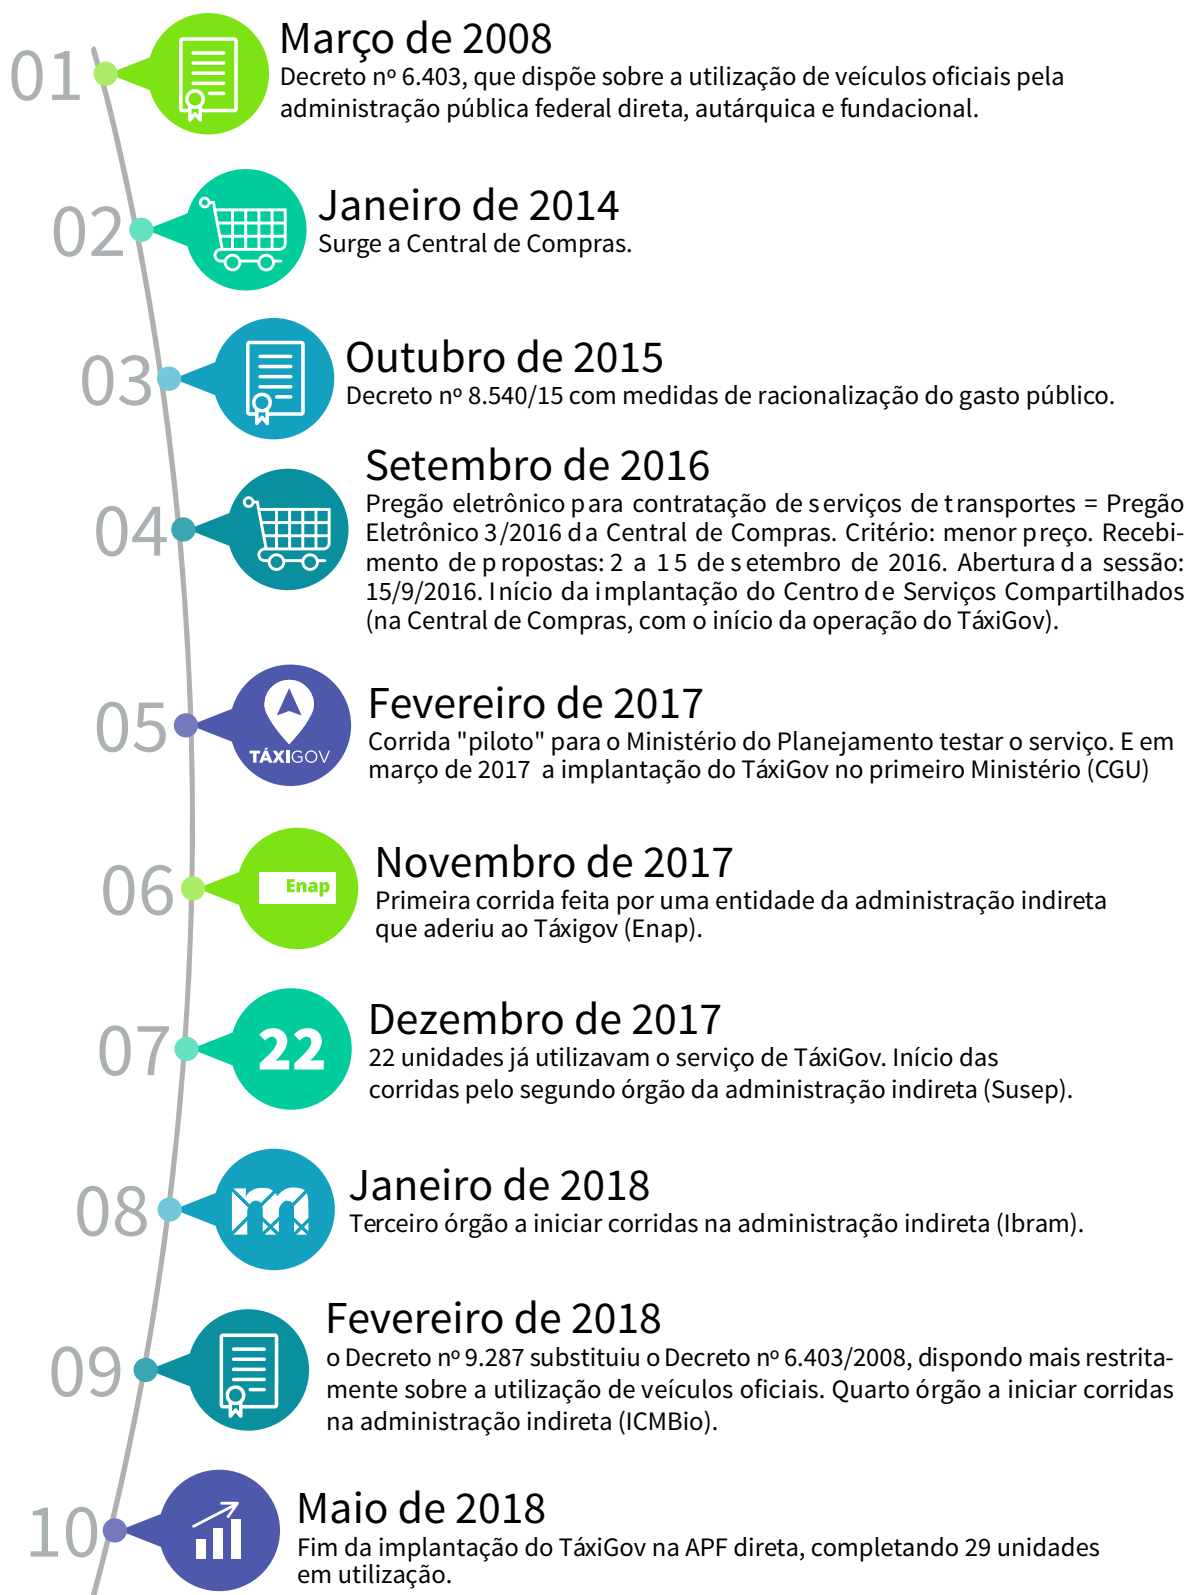 01
Março de 2008
Decreto nº 6.403, que dispõe sobre a utilização de veículos oficiais pela
administração pública federal direta, autárquica e fundacional.
02
Janeiro de 2014
Surge a Central de Compras.
03
Outubro de 2015
Decreto nº 8.540/15 com medidas de racionalização do gasto público.
04
Setembro de 2016
Pregão eletrônico para contratação de serviços de transportes = Pregão
Eletrônico 3/2016 da Central de Compras. Critério: menor preço. Recebi-
mento de propostas: 2 a 15 de setembro de 2016. Abertura da sessão:
15/9/2016. Início da implantação do Centro de Serviços Compartilhados
(na Central de Compras, com o início da operação do TáxiGov).
05
TÁXIGOV
Fevereiro de 2017
Corrida "piloto" para o Ministério do Planejamento testar o serviço. E em
março de 2017 a implantação do TáxiGov no primeiro Ministério (CGU)
06
Enap
Novembro de 2017
Primeira corrida feita por uma entidade da administração indireta
que aderiu ao Táxigov (Enap).
07
22
Dezembro de 2017
22 unidades já utilizavam o serviço de TáxiGov. Início das
corridas pelo segundo órgão da administração indireta (Susep).
08
m
Janeiro de 2018
Terceiro órgão a iniciar corridas na administração indireta (Ibram).
09
Fevereiro de 2018
o Decreto nº 9.287 substituiu o Decreto nº 6.403/2008, dispondo mais restrita-
mente sobre a utilização de veículos oficiais. Quarto órgão a iniciar corridas
na administração indireta (ICMBio).
10
Maio de 2018
Fim da implantação do TáxiGov na APF direta, completando 29 unidades
em utilização.